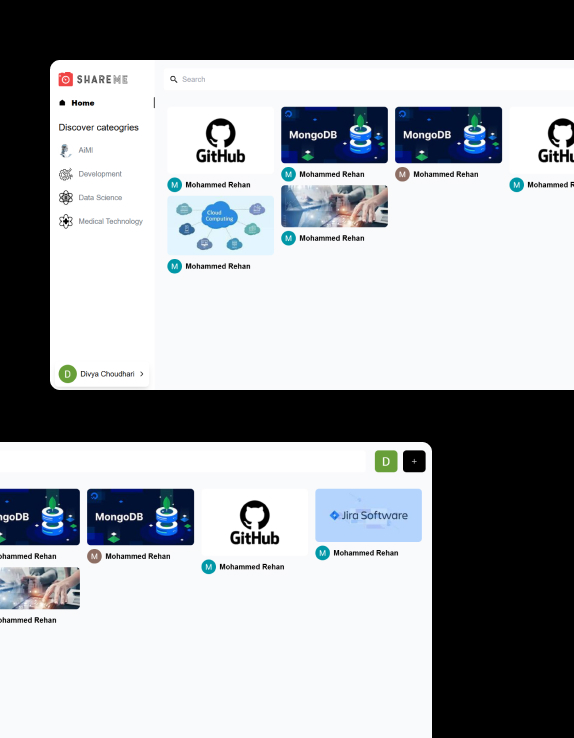 SHAREME
Search
Home
Discover cateogries
AiMl
Development
Data Science
Medical Technology
GitHub
Mohammed Rehan
MongoDB
Mohammed Rehan
MongoDB
M Mohammed Rehan
GitHu
M Mohammed R
M
M
Cloud
Computing
M Mohammed Rehan
M Mohammed Rehan
D Divya Choudhari >
D +
ngoDB
ohammed Rehan
MongoDB
M Mohammed Rehan
GitHub
M Mohammed Rehan
Jira Software
M Mohammed Rehan
ohammed Rehan